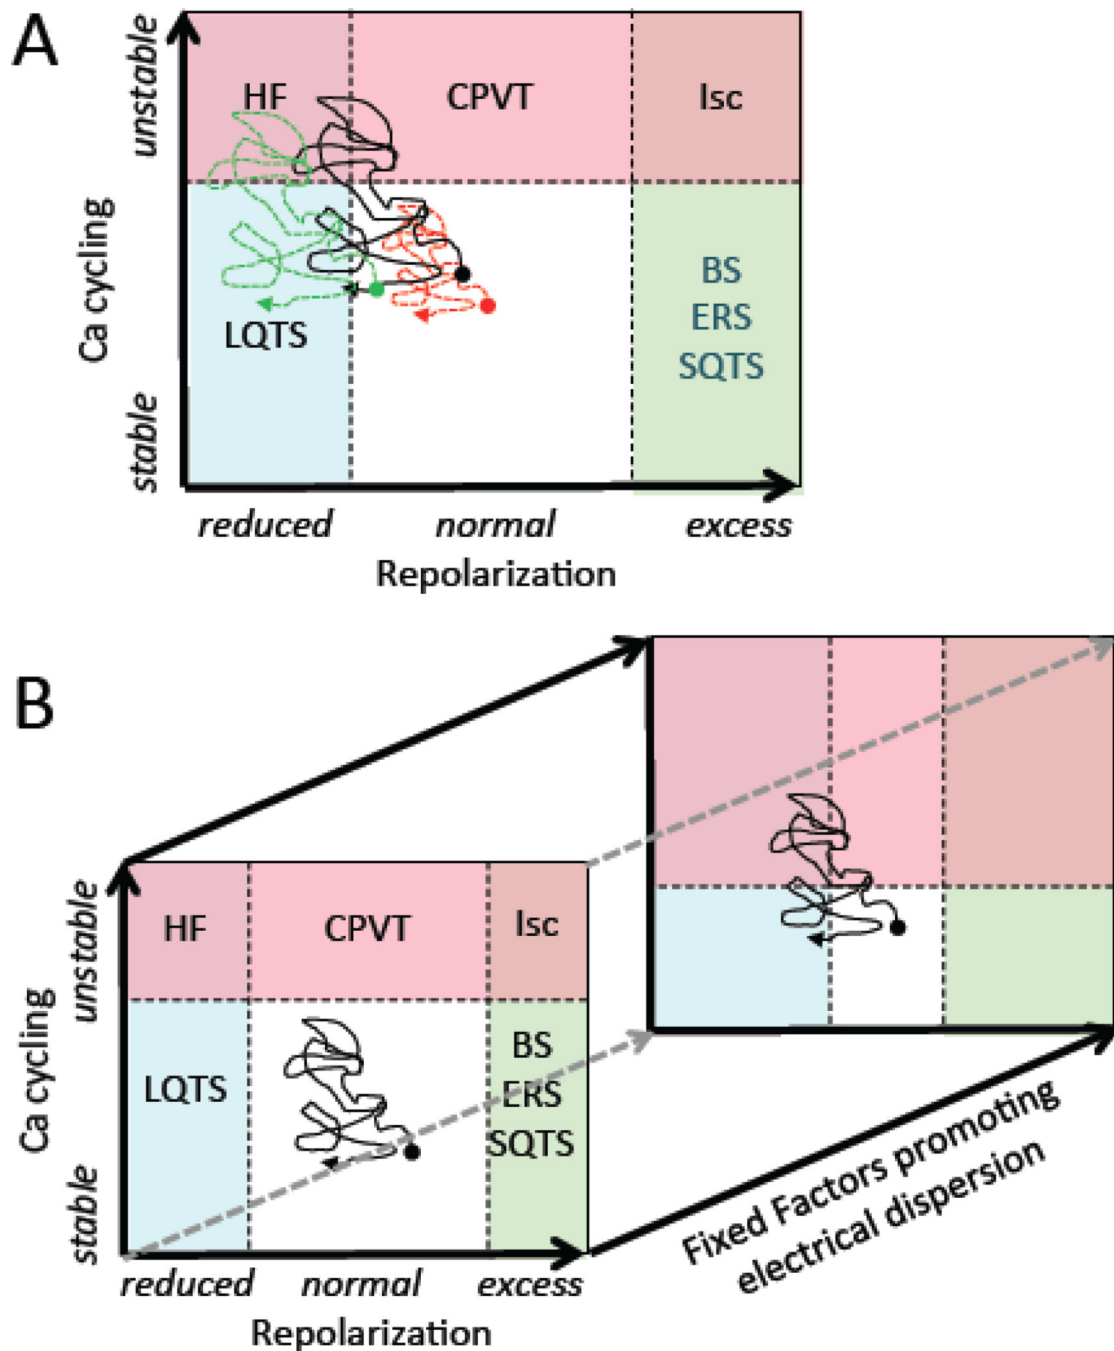 A
unstable
Ca cycling
stable
HF
CPVT
Isc
LQTS
BS
ERS
SQTS
reduced
normal
excess
Repolarization
B
unstable
Ca cycling
stable
HF
CPVT
Isc
LQTS
BS
ERS
SQTS
reduced
normal
excess
Repolarization
Fixed Factors promoting
electrical dispersion